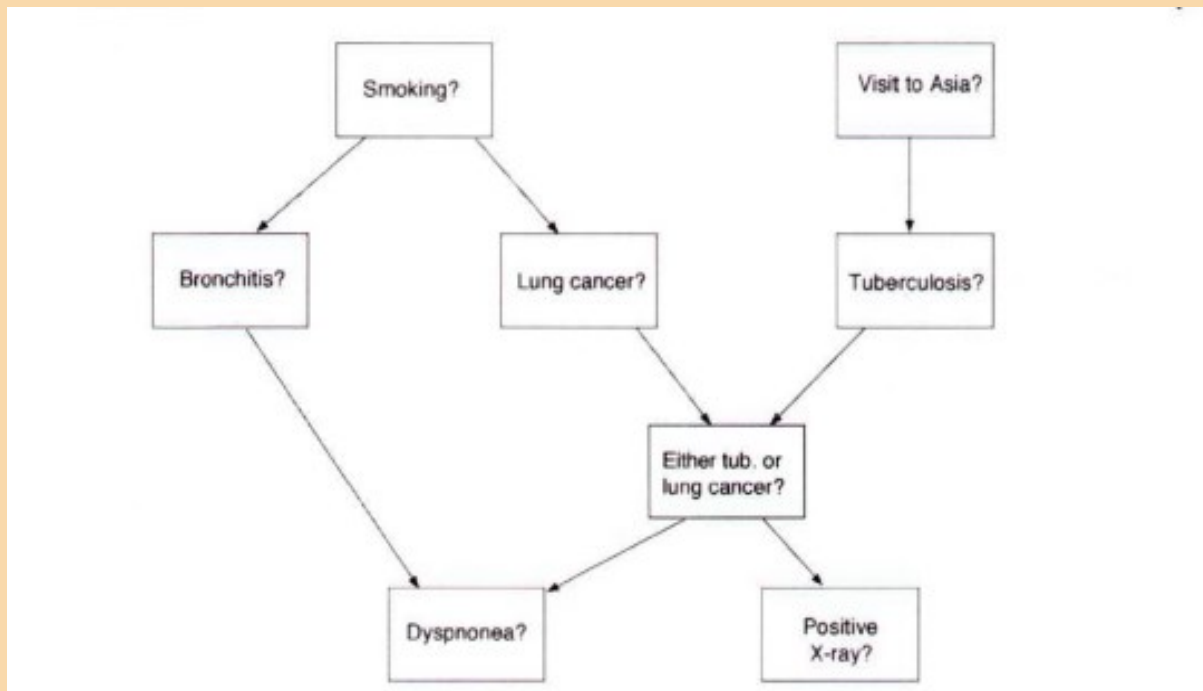 Smoking?
Visit to Asia?
Bronchitis?
Lung cancer?
Tuberculosis?
Either tub. or
lung cancer?
Dyspnonea?
Positive
X-ray?